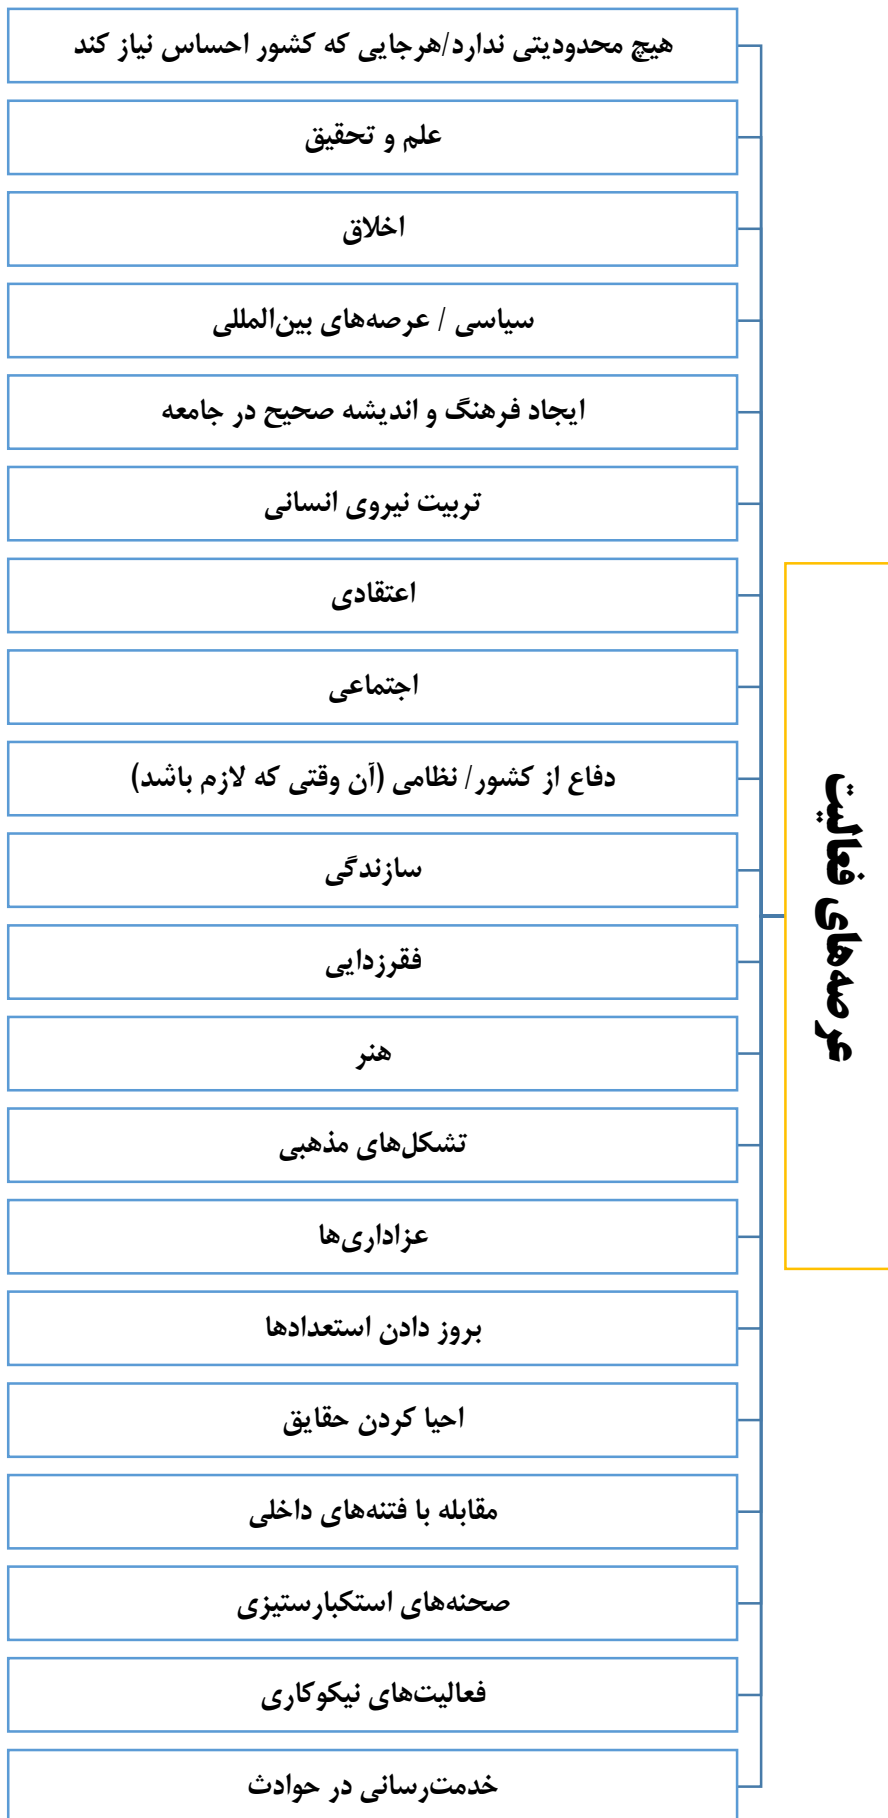 عرصه‌های فعالیت
هیچ محدودیتی ندارد/هرجایی که کشور احساس نیاز کند
علم و تحقیق
اخلاق
سیاسی / عرصه‌های بین‌المللی
ایجاد فرهنگ و اندیشه صحیح در جامعه
تربیت نیروی انسانی
اعتقادی
اجتماعی
دفاع از کشور/ نظامی (آن وقتی که لازم باشد)
سازندگی
فقرزدایی
هنر
تشکل‌های مذهبی
عزاداری‌ها
بروز دادن استعدادها
احیا کردن حقایق
مقابله با فتنه‌های داخلی
صحنه‌های استکبارستیزی
فعالیت‌های نیکوکاری
خدمت‌رسانی در حوادث